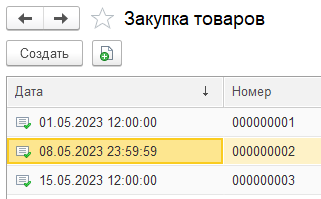 Закупка товаров
Создать
Дата ↓ Номер
01.05.2023 12:00:00 000000001
08.05.2023 23:59:59 000000002
15.05.2023 12:00:00 000000003